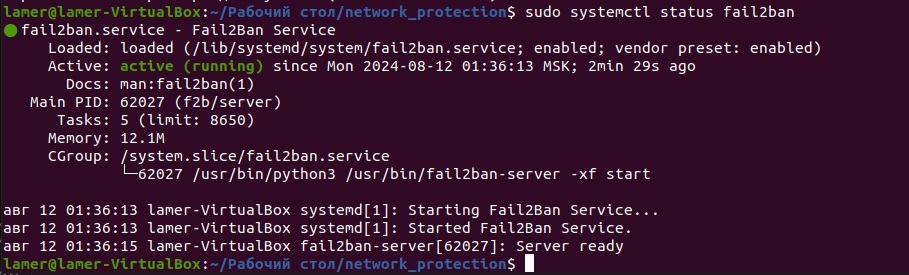 lamer@lamer-VirtualBox:~/Рабочий стол/network_protection$ sudo systemctl status fail2ban
● fail2ban.service - Fail2Ban Service
Loaded: loaded (/lib/systemd/system/fail2ban.service; enabled; vendor preset: enabled)
Active: active (running) since Mon 2024-08-12 01:36:13 MSK; 2min 29s ago
Docs: man:fail2ban(1)
Main PID: 62027 (f2b/server)
Tasks: 5 (limit: 8650)
Memory: 12.1M
CGroup: /system.slice/fail2ban.service
└─62027 /usr/bin/python3 /usr/bin/fail2ban-server -xf start
авг 12 01:36:13 lamer-VirtualBox systemd[1]: Starting Fail2Ban Service...
авг 12 01:36:13 lamer-VirtualBox systemd[1]: Started Fail2Ban Service.
авг 12 01:36:15 lamer-VirtualBox fail2ban-server[62027]: Server ready
lamer@lamer-VirtualBox:~/Рабочий стол/network_protection$